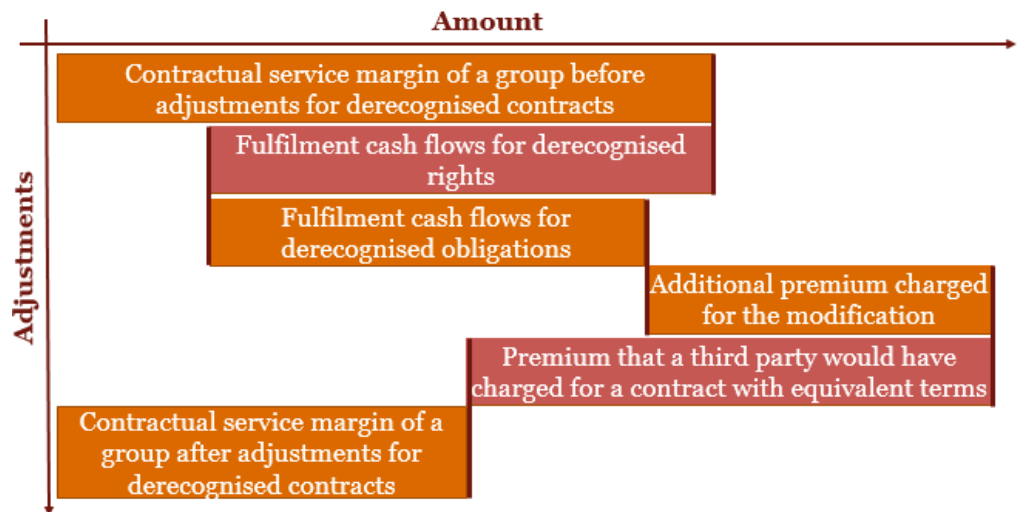 Amount
Adjustments
Contractual service margin of a group before
adjustments for derecognised contracts
Fulfilment cash flows for derecognised
rights
Fulfilment cash flows for
derecognised obligations
Additional premium charged
for the modification
Premium that a third party would have
charged for a contract with equivalent terms
Contractual service margin of a
group after adjustments for
derecognised contracts